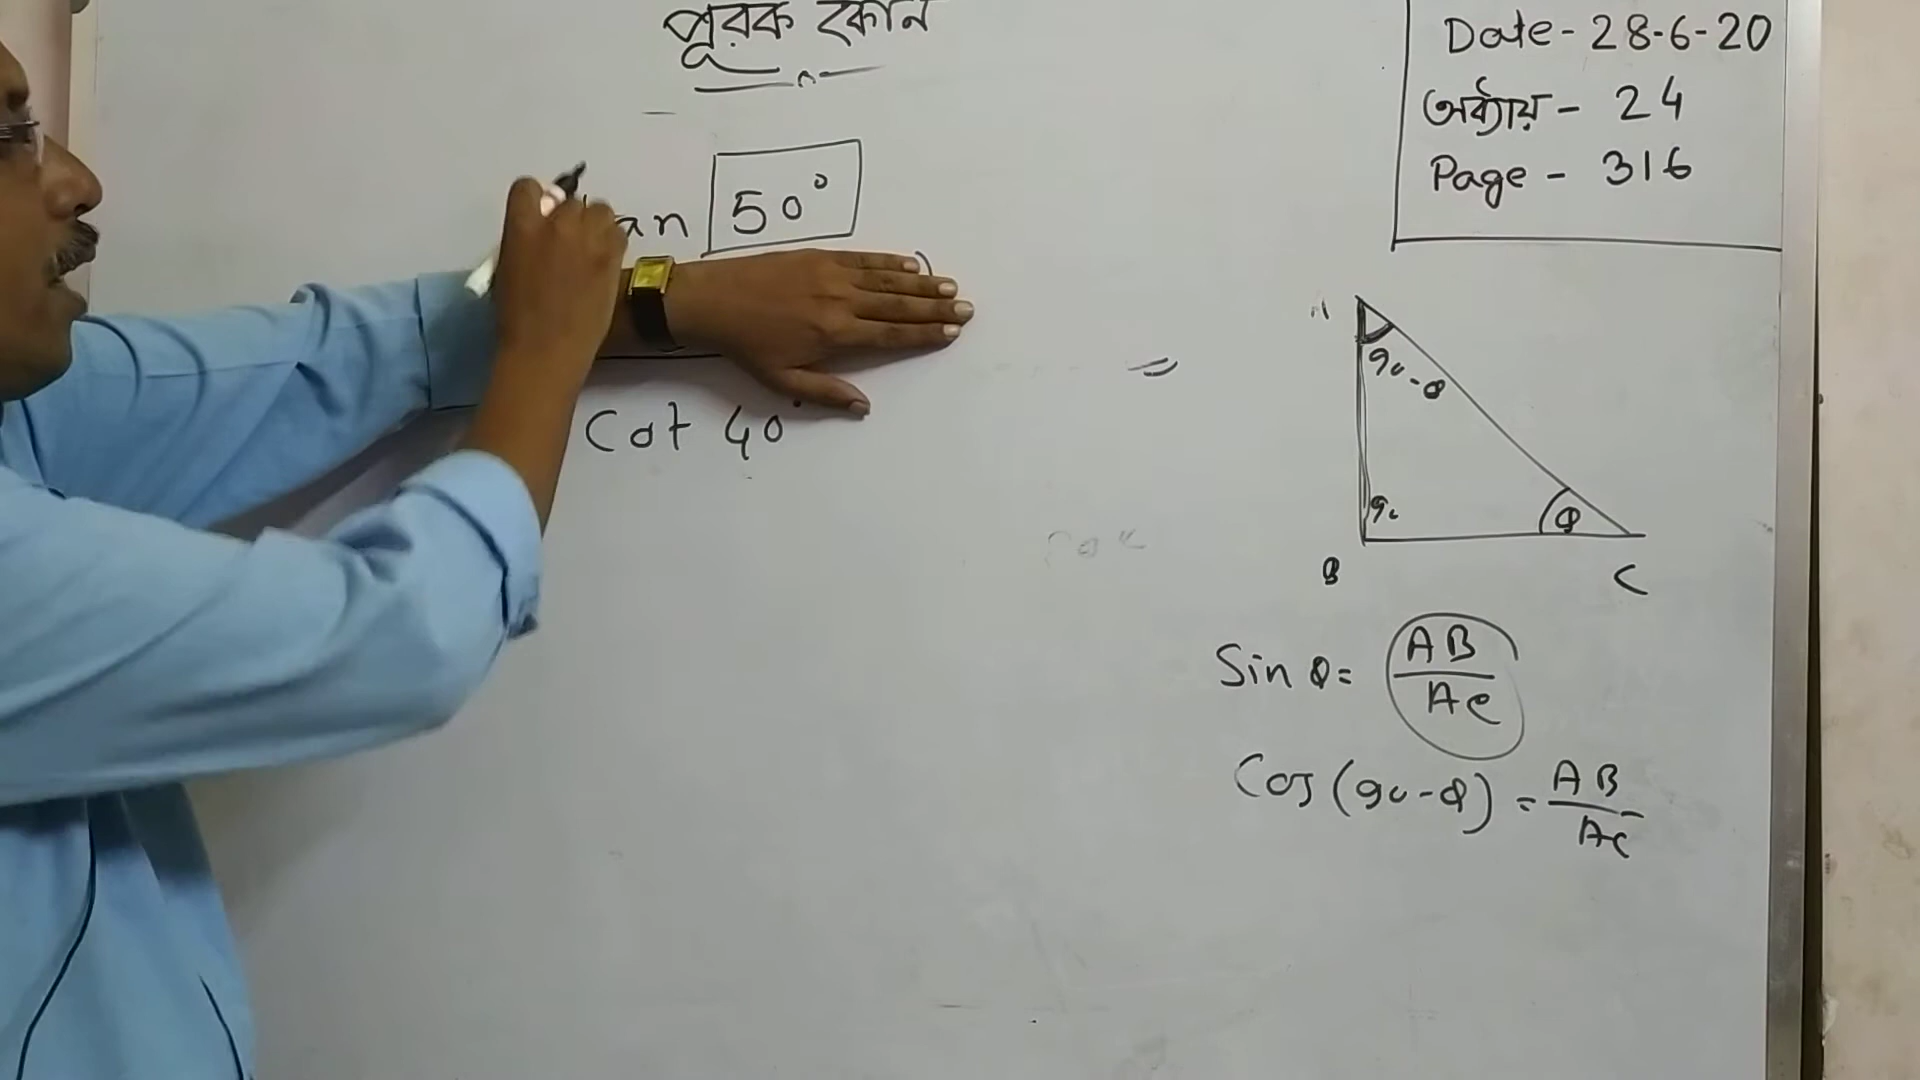 পূরক কোন
Date - 28-6-20
অধ্যায় - 24
Page - 316
tan 50°
Cot 40°
=
90-θ
90
θ
B
C
Sin θ = AB/AC
Cos (90-θ) = AB/AC